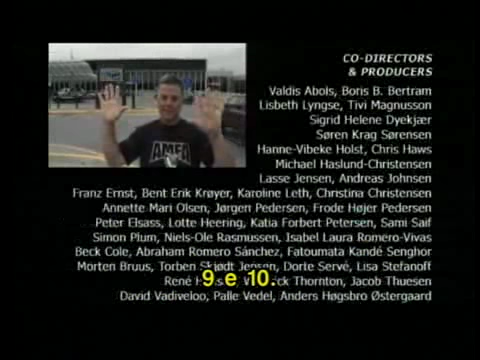 CO-DIRECTORS
& PRODUCERS
AMFA
Valdis Abols, Boris B. Bertram
Lisbeth Lyngse, Tivi Magnusson
Sigrid Helene Dyekjær
Søren Krag Sørensen
Hanne-Vibeke Holst, Chris Haws
Michael Haslund-Christensen
Lasse Jensen, Andreas Johnsen
Franz Ernst, Bent Erik Krøyer, Karoline Leth, Christina Christensen
Annette Mari Olsen, Jørgen Pedersen, Frode Højer Pedersen
Peter Elsass, Lotte Heering, Katia Forbert Petersen, Sami Saif
Simon Plum, Niels-Ole Rasmussen, Isabel Laura Romero-Vivas
Beck Cole, Abraham Romero Sánchez, Fatoumata Kandé Senghor
Morten Bruus, Torben Skjødt Jensen, Dorte Servé, Lisa Stefanoff
René Thornton, Jacob Thuesen
9 e 10.
David Vadiveloo, Palle Vedel, Anders Høgsbro Østergaard